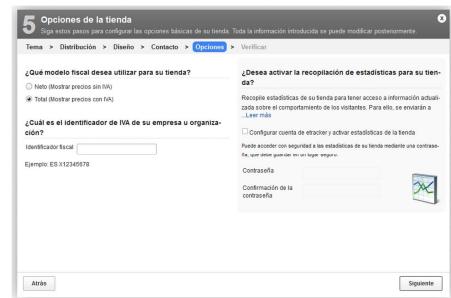 5 Opciones de la tienda
Siga estos pasos para configurar las opciones básicas de su tienda. Toda la información introducida se puede modificar posteriormente.
Tema > Distribución > Diseño > Contacto > Opciones > Verificar
¿Qué modelo fiscal desea utilizar para su tienda?
Neto (Mostrar precios sin IVA)
Total (Mostrar precios con IVA)
¿Cuál es el identificador de IVA de su empresa u organiza-
ción?
Identificador fiscal
Ejemplo: ES X12345678
¿Desea activar la recopilación de estadísticas para su tien-
da?
Recopile estadísticas de su tienda para tener acceso a información actuali-
zada sobre el comportamiento de los visitantes. Para ello, se enviarán a
...Leer más
Configurar cuenta de etracker y activar estadísticas de la tienda
Puede acceder con seguridad a las estadísticas de su tienda mediante una contrase-
ña, que debe guardar en un lugar seguro.
Contraseña
Confirmación de la
contraseña
Atrás
Siguiente